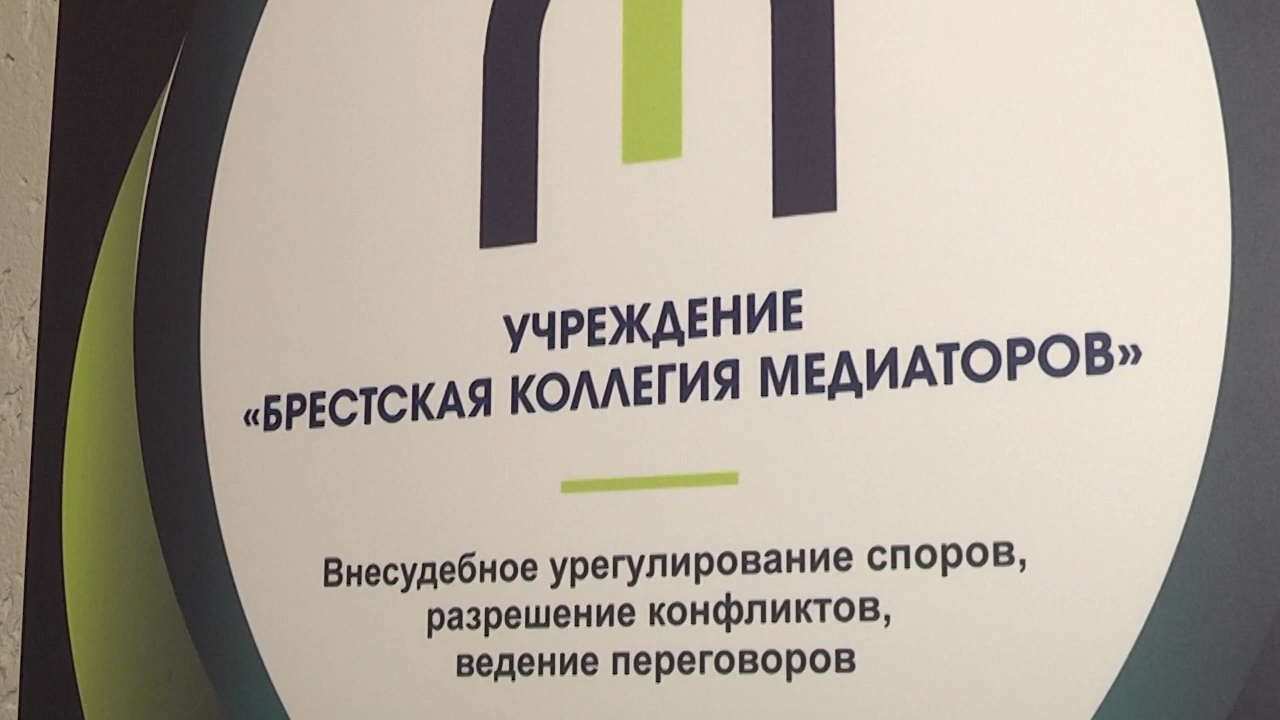 УЧРЕЖДЕНИЕ
«БРЕСТСКАЯ КОЛЛЕГИЯ МЕДИАТОРОВ»
Внесудебное урегулирование споров,
разрешение конфликтов,
ведение переговоров